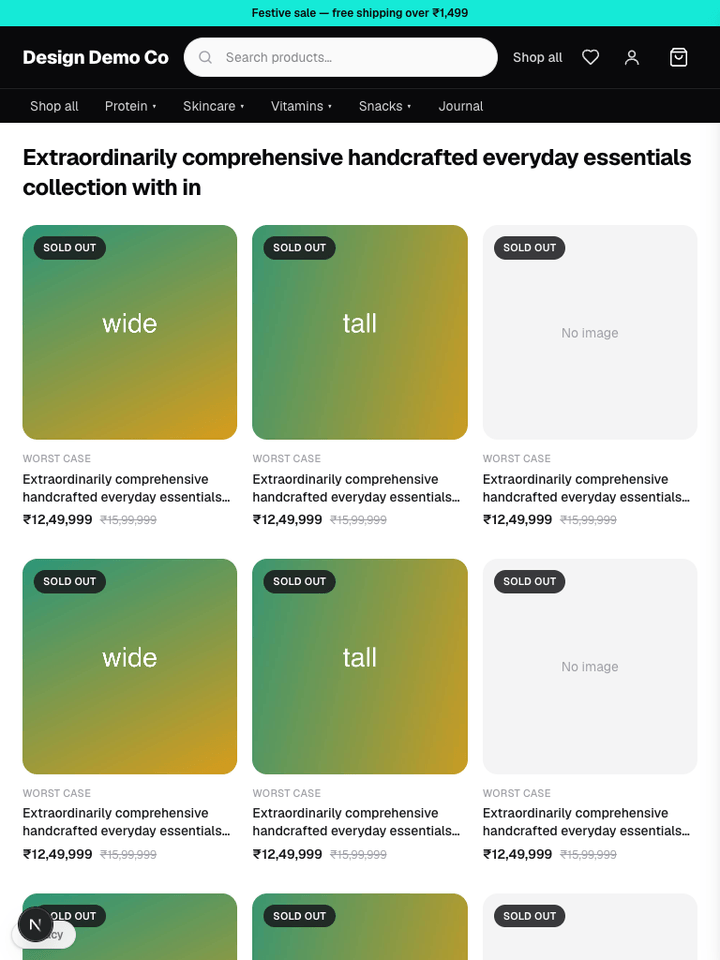 Festive sale — free shipping over ₹1,499
Design Demo Co
Search products...
Shop all
Shop all
Protein
Skincare
Vitamins
Snacks
Journal
Extraordinarily comprehensive handcrafted everyday essentials
collection with in
SOLD OUT
SOLD OUT
SOLD OUT
wide
tall
No image
WORST CASE
WORST CASE
WORST CASE
Extraordinarily comprehensive
handcrafted everyday essentials...
Extraordinarily comprehensive
handcrafted everyday essentials...
Extraordinarily comprehensive
handcrafted everyday essentials...
₹12,49,999 ₹15,99,999
₹12,49,999 ₹15,99,999
₹12,49,999 ₹15,99,999
SOLD OUT
SOLD OUT
SOLD OUT
wide
tall
No image
WORST CASE
WORST CASE
WORST CASE
Extraordinarily comprehensive
handcrafted everyday essentials...
Extraordinarily comprehensive
handcrafted everyday essentials...
Extraordinarily comprehensive
handcrafted everyday essentials...
₹12,49,999 ₹15,99,999
₹12,49,999 ₹15,99,999
₹12,49,999 ₹15,99,999
SOLD OUT
SOLD OUT
SOLD OUT
N